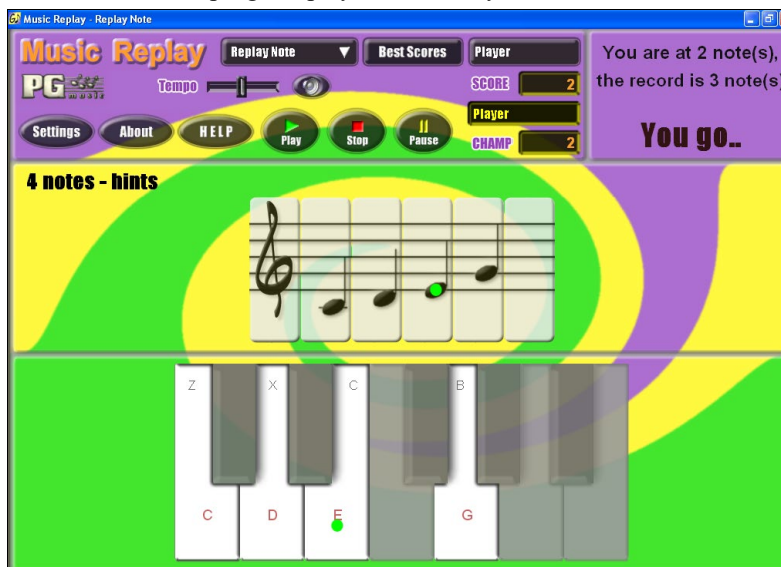 Music Replay - Replay Note
Music Replay
Replay Note
Best Scores
Player
PG music
Tempo
SCORE
2
Player
Settings
About
HELP
Play
Stop
Pause
CHAMP
2
You are at 2 note(s),
the record is 3 note(s)
You go..
4 notes - hints
Z
X
C
B
C
D
E
G